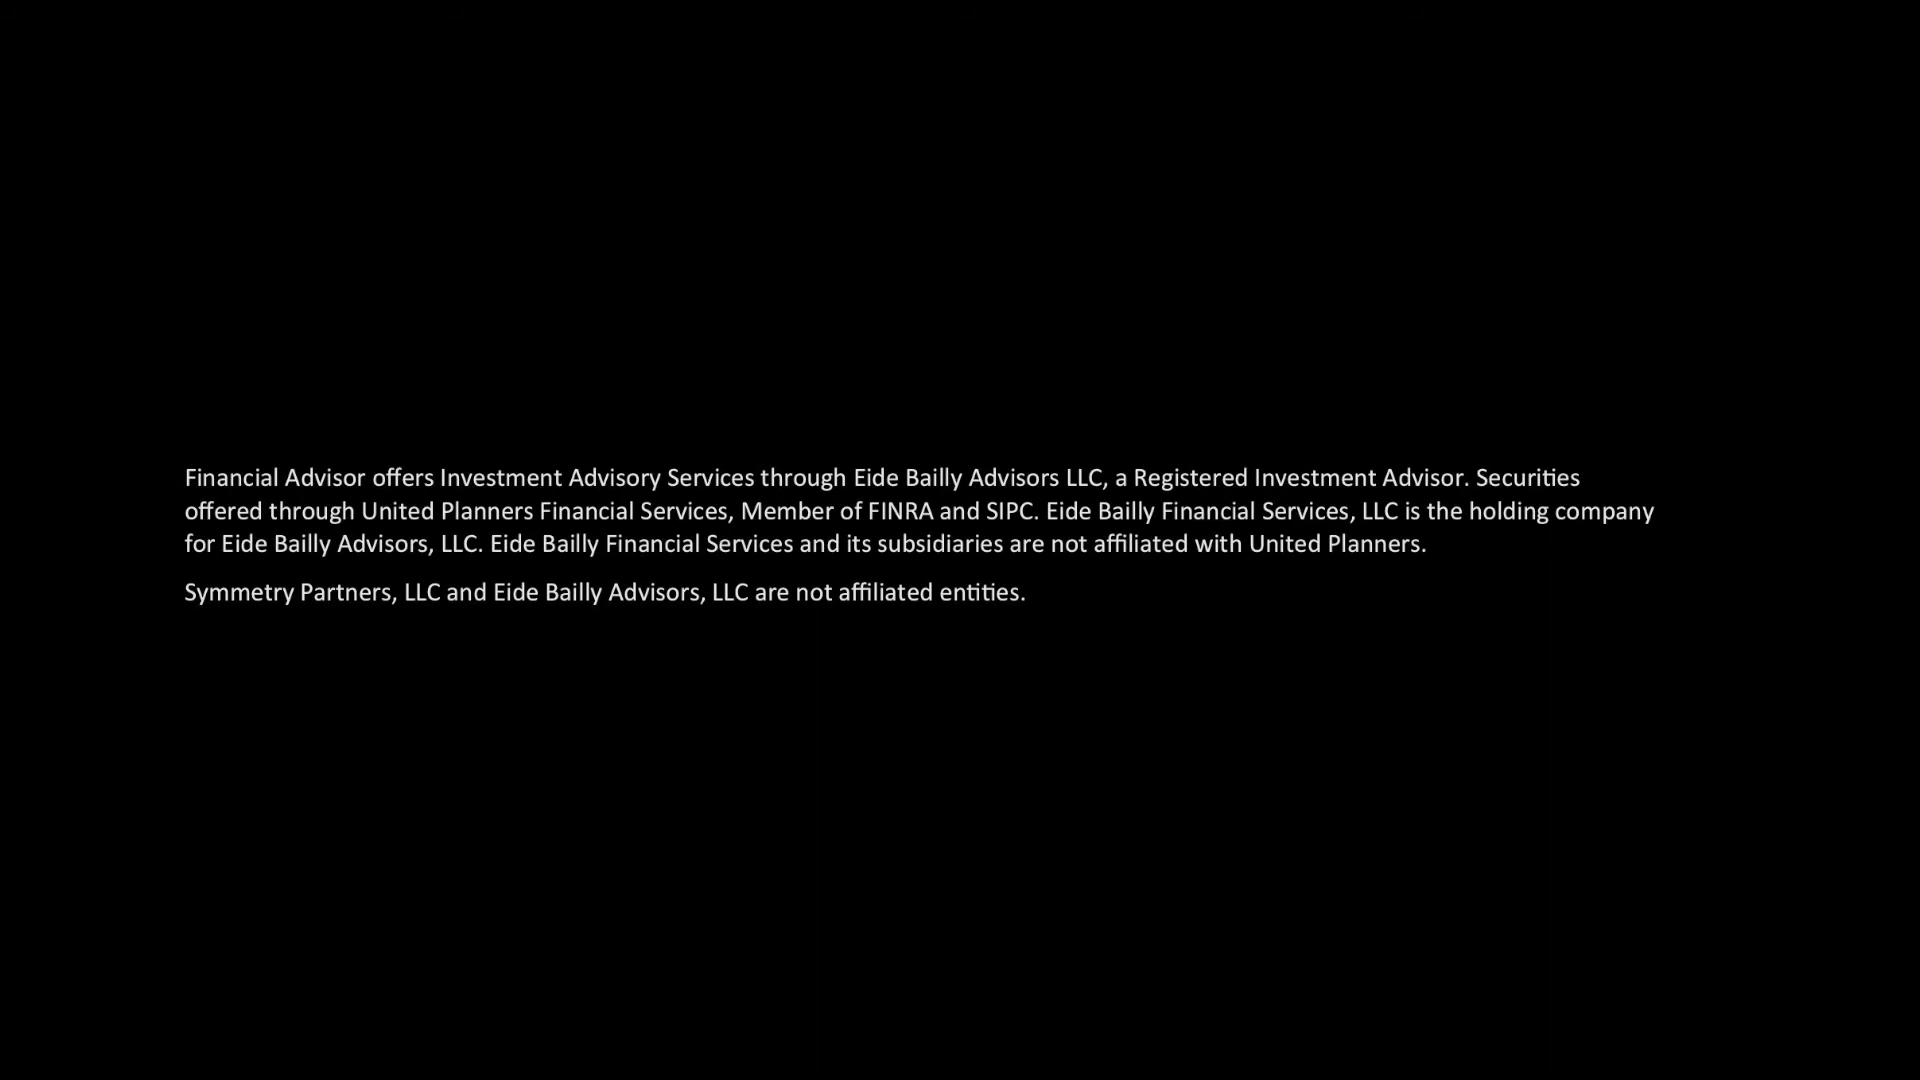 Financial Advisor offers Investment Advisory Services through Eide Bailly Advisors LLC, a Registered Investment Advisor. Securities
offered through United Planners Financial Services, Member of FINRA and SIPC. Eide Bailly Financial Services, LLC is the holding company
for Eide Bailly Advisors, LLC. Eide Bailly Financial Services and its subsidiaries are not affiliated with United Planners.
Symmetry Partners, LLC and Eide Bailly Advisors, LLC are not affiliated entities.